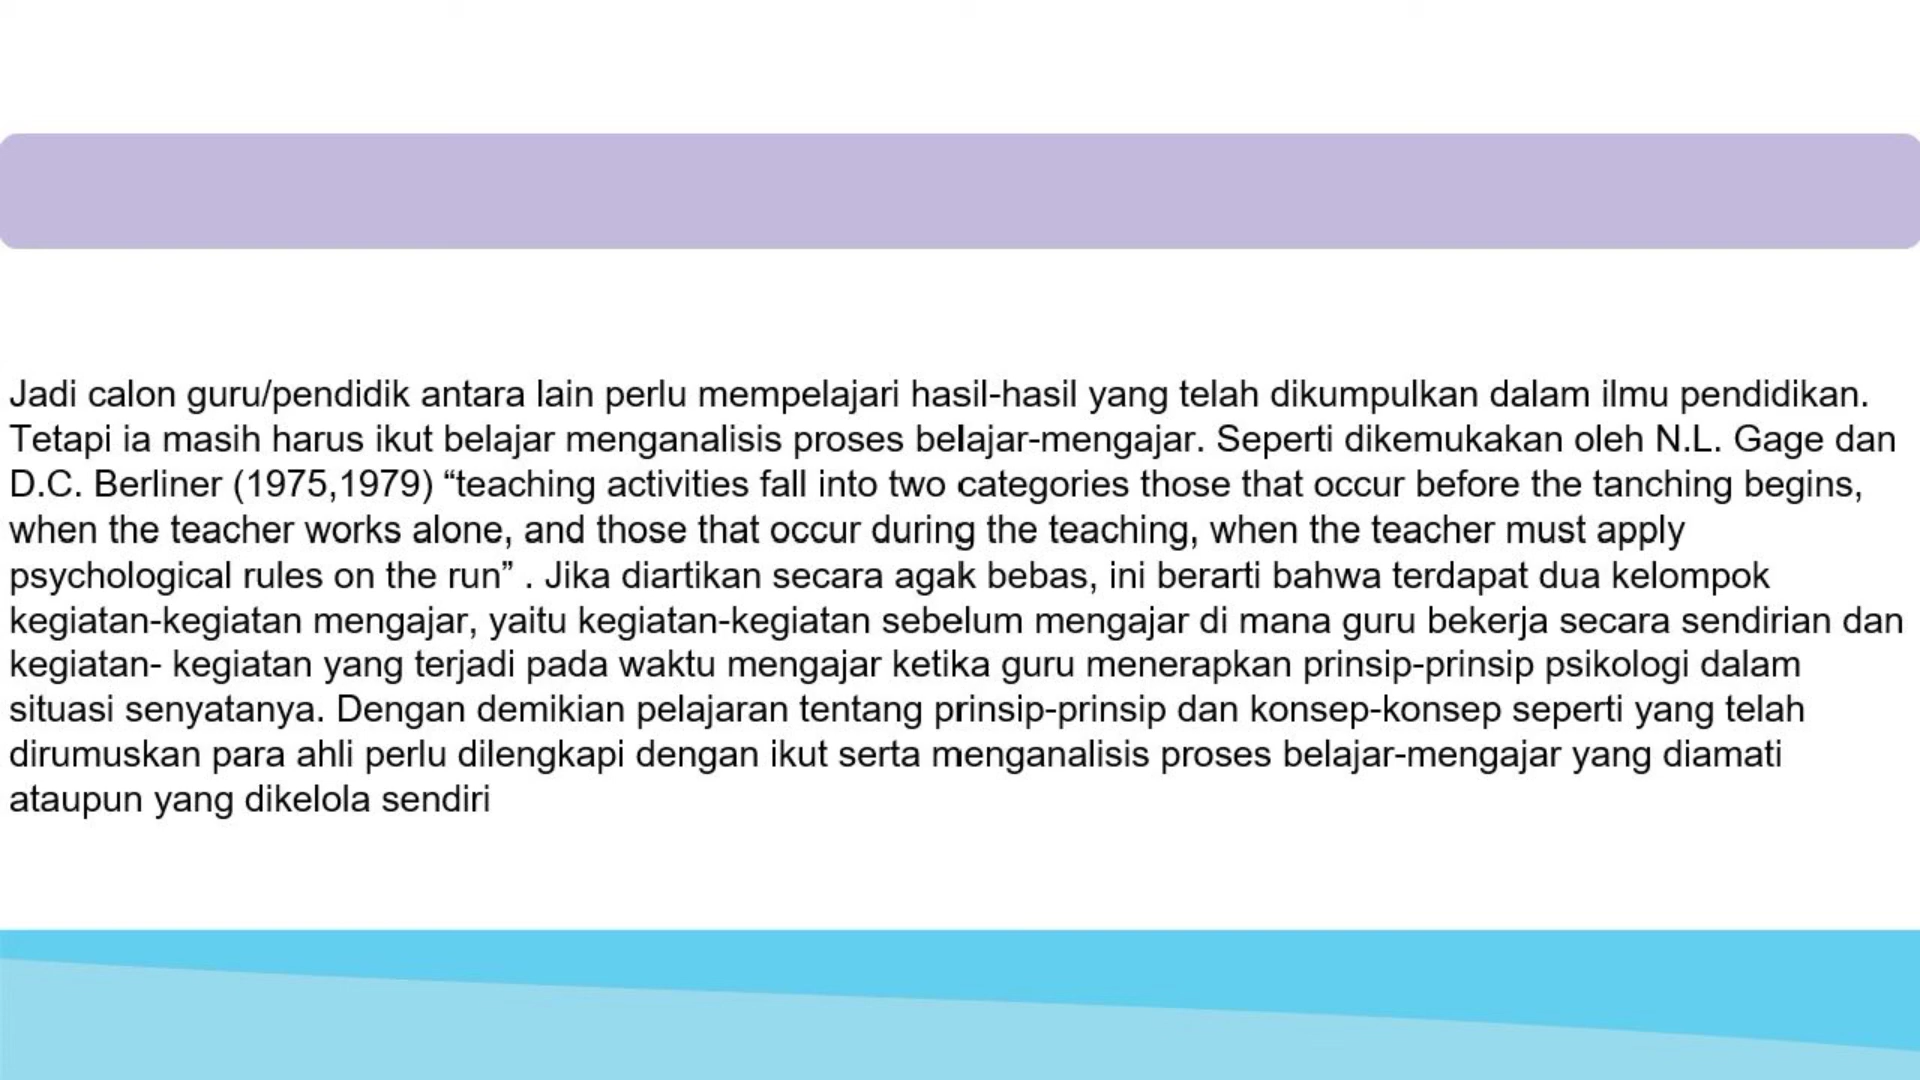 Jadi calon guru/pendidik antara lain perlu mempelajari hasil-hasil yang telah dikumpulkan dalam ilmu pendidikan.
Tetapi ia masih harus ikut belajar menganalisis proses belajar-mengajar. Seperti dikemukakan oleh N.L. Gage dan
D.C. Berliner (1975,1979) “teaching activities fall into two categories those that occur before the tanching begins,
when the teacher works alone, and those that occur during the teaching, when the teacher must apply
psychological rules on the run” . Jika diartikan secara agak bebas, ini berarti bahwa terdapat dua kelompok
kegiatan-kegiatan mengajar, yaitu kegiatan-kegiatan sebelum mengajar di mana guru bekerja secara sendirian dan
kegiatan- kegiatan yang terjadi pada waktu mengajar ketika guru menerapkan prinsip-prinsip psikologi dalam
situasi senyatanya. Dengan demikian pelajaran tentang prinsip-prinsip dan konsep-konsep seperti yang telah
dirumuskan para ahli perlu dilengkapi dengan ikut serta menganalisis proses belajar-mengajar yang diamati
ataupun yang dikelola sendiri